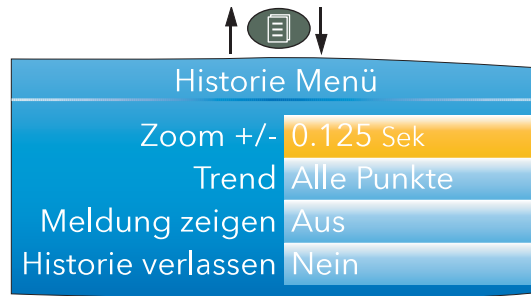 Historie Menü
Zoom +/- 0.125 Sek
Trend Alle Punkte
Meldung zeigen Aus
Historie verlassen Nein